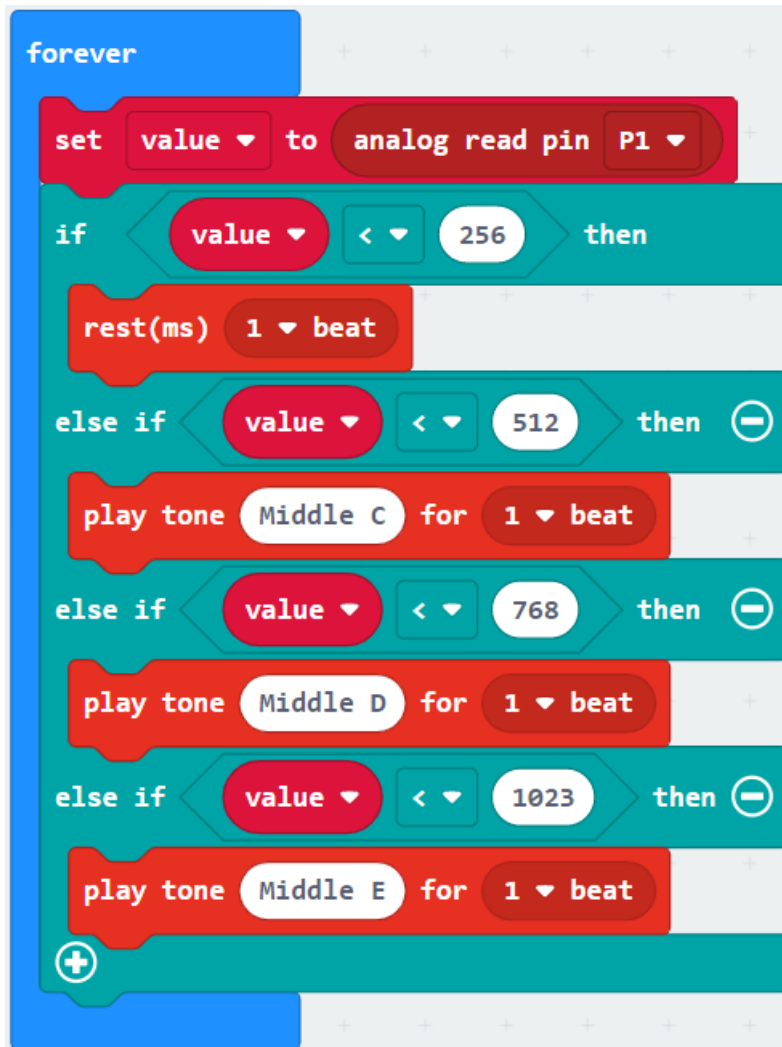 forever
set value to analog read pin P1
if value < 256 then
rest(ms) 1 beat
else if value < 512 then
play tone Middle C for 1 beat
else if value < 768 then
play tone Middle D for 1 beat
else if value < 1023 then
play tone Middle E for 1 beat